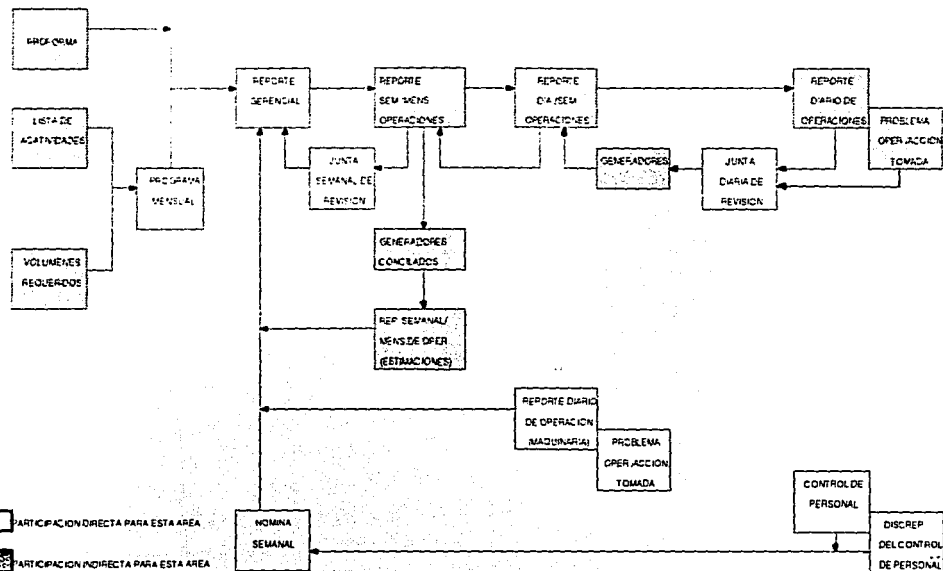 PROFORMA
LISTA DE
ACATIVIDADES
VOLUMENES
REQUERIDOS
PROGRAMA
MENSUAL
REPORTE
GERENCIAL
REPORTE
SEM/MENS
OPERACIONES
REPORTE
DIA/SEM
OPERACIONES
REPORTE
DIARIO DE
OPERACIONES
PROBLEMA
OPER/ACCION
TOMADA
JUNTA
SEMANAL DE
REVISION
GENERADORES
JUNTA
DIARIA DE
REVISION
GENERADORES
CONCILADOS
REP. SEMANAL/
MENS.DE OPER
(ESTIMACIONES)
REPORTE DIARIO
DE OPERACION
(MAQUINARIA)
PROBLEMA
OPER/ACCION
TOMADA
CONTROL DE
PERSONAL
DISCREP
DEL CONTROL
DE PERSONAL
NOMINA
SEMANAL
PARTICIPACION DIRECTA PARA ESTA AREA
PARTICIPACION INDIRECTA PARA ESTA AREA